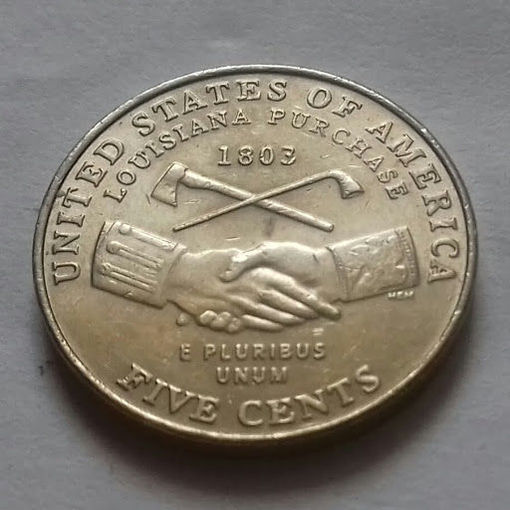 UNITED STATES OF AMERICA
LOUISIANA PURCHASE
1803
E PLURIBUS
UNUM
FIVE CENTS